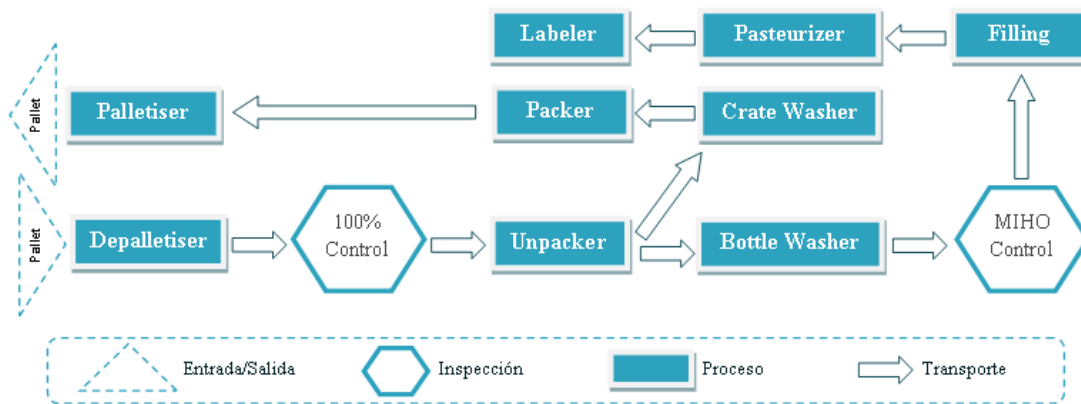 Labeler
Pasteurizer
Filling
Pallet
Palletiser
Packer
Crate Washer
Pallet
Depalletiser
100%
Control
Unpacker
Bottle Washer
MIHO
Control
Entrada/Salida
Inspección
Proceso
Transporte